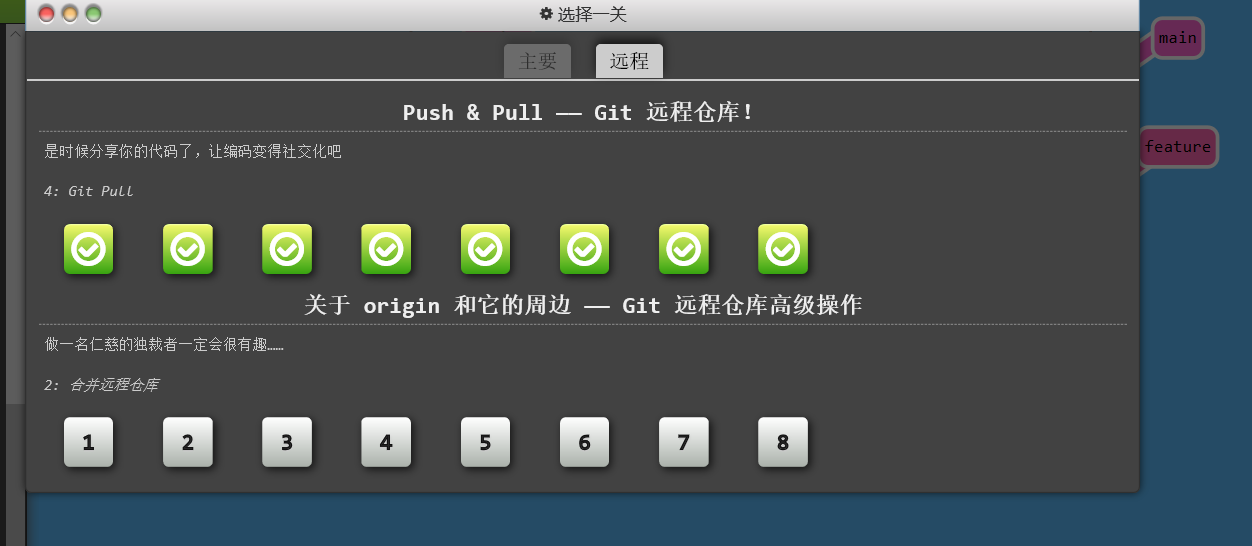 选择一关
主要
远程
main
Push & Pull —— Git 远程仓库！
是时候分享你的代码了，让编码变得社交化吧
feature
4: Git Pull
关于 origin 和它的周边 —— Git 远程仓库高级操作
做一名仁慈的独裁者一定会很有趣……
2: 合并远程仓库
1 2 3 4 5 6 7 8